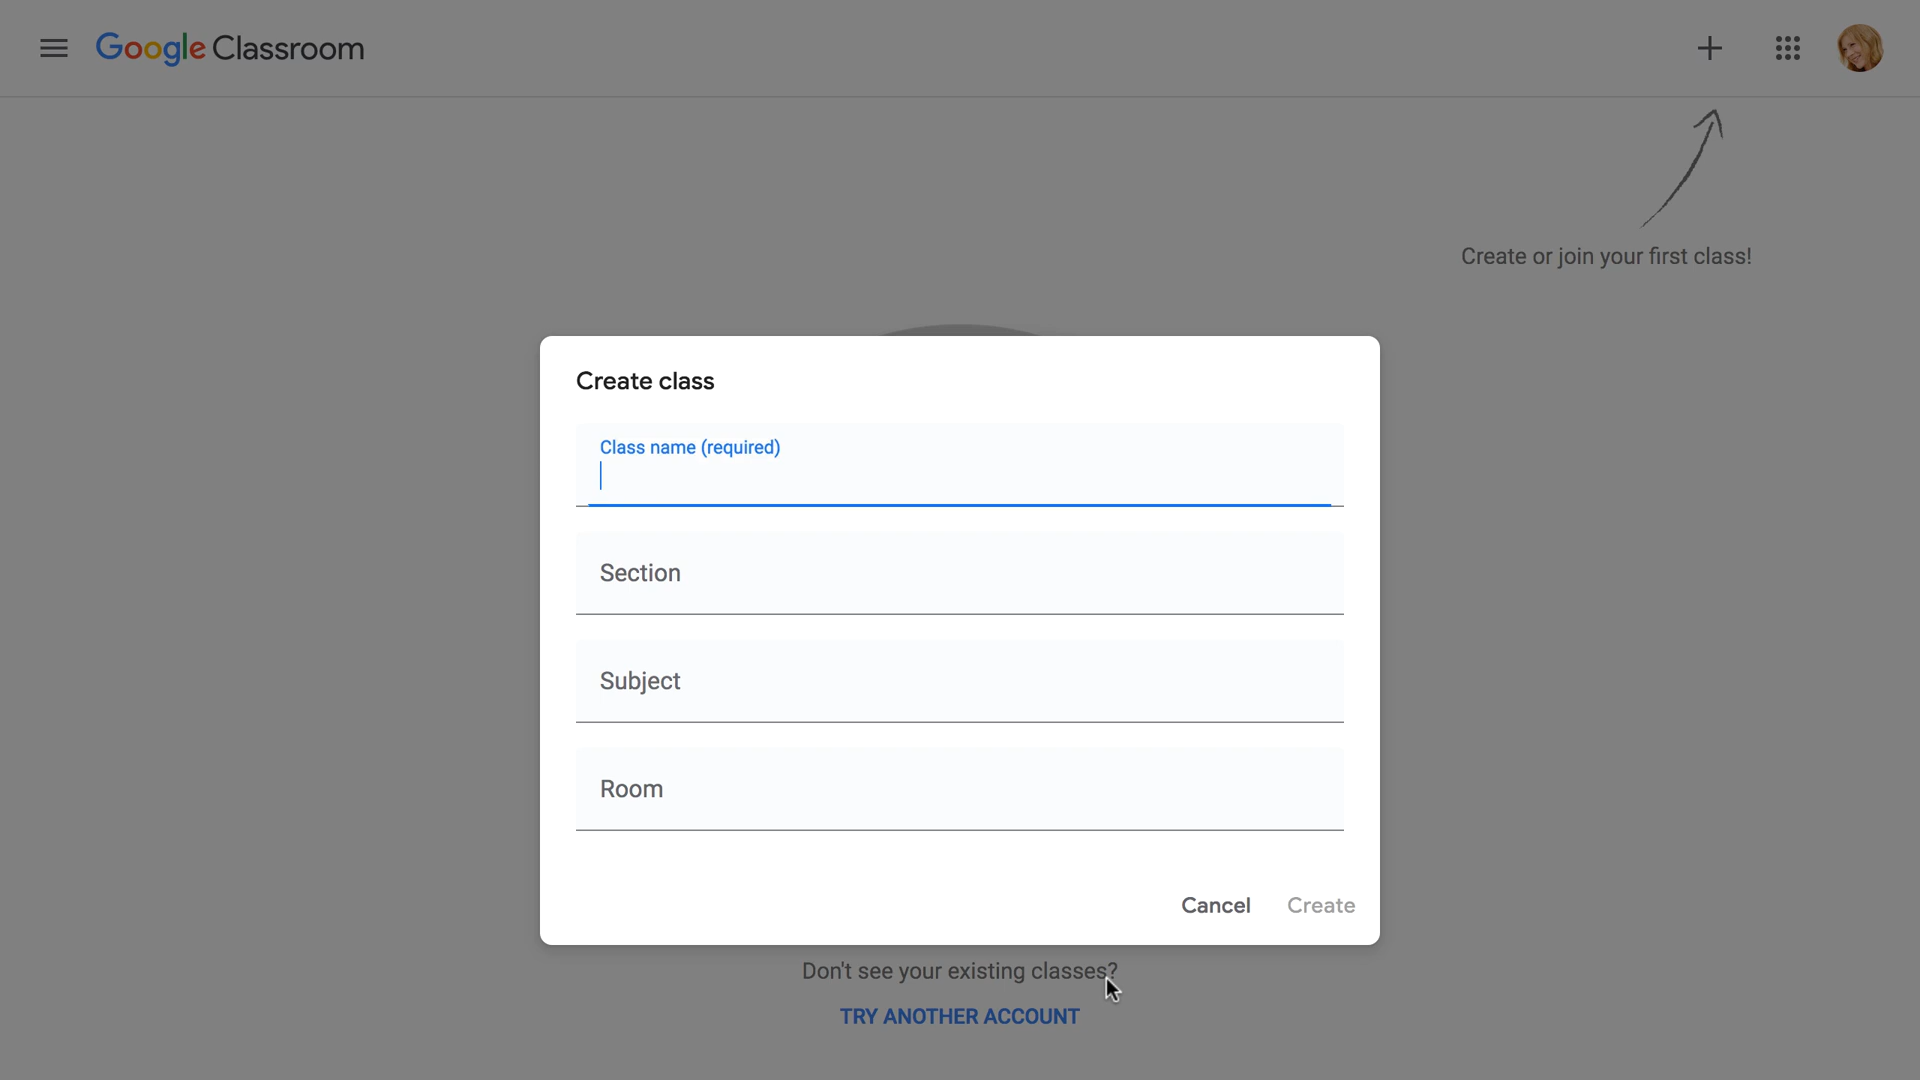 Google Classroom
Create or join your first class!
Create class
Class name (required)
Section
Subject
Room
Cancel Create
Don't see your existing classes?
TRY ANOTHER ACCOUNT